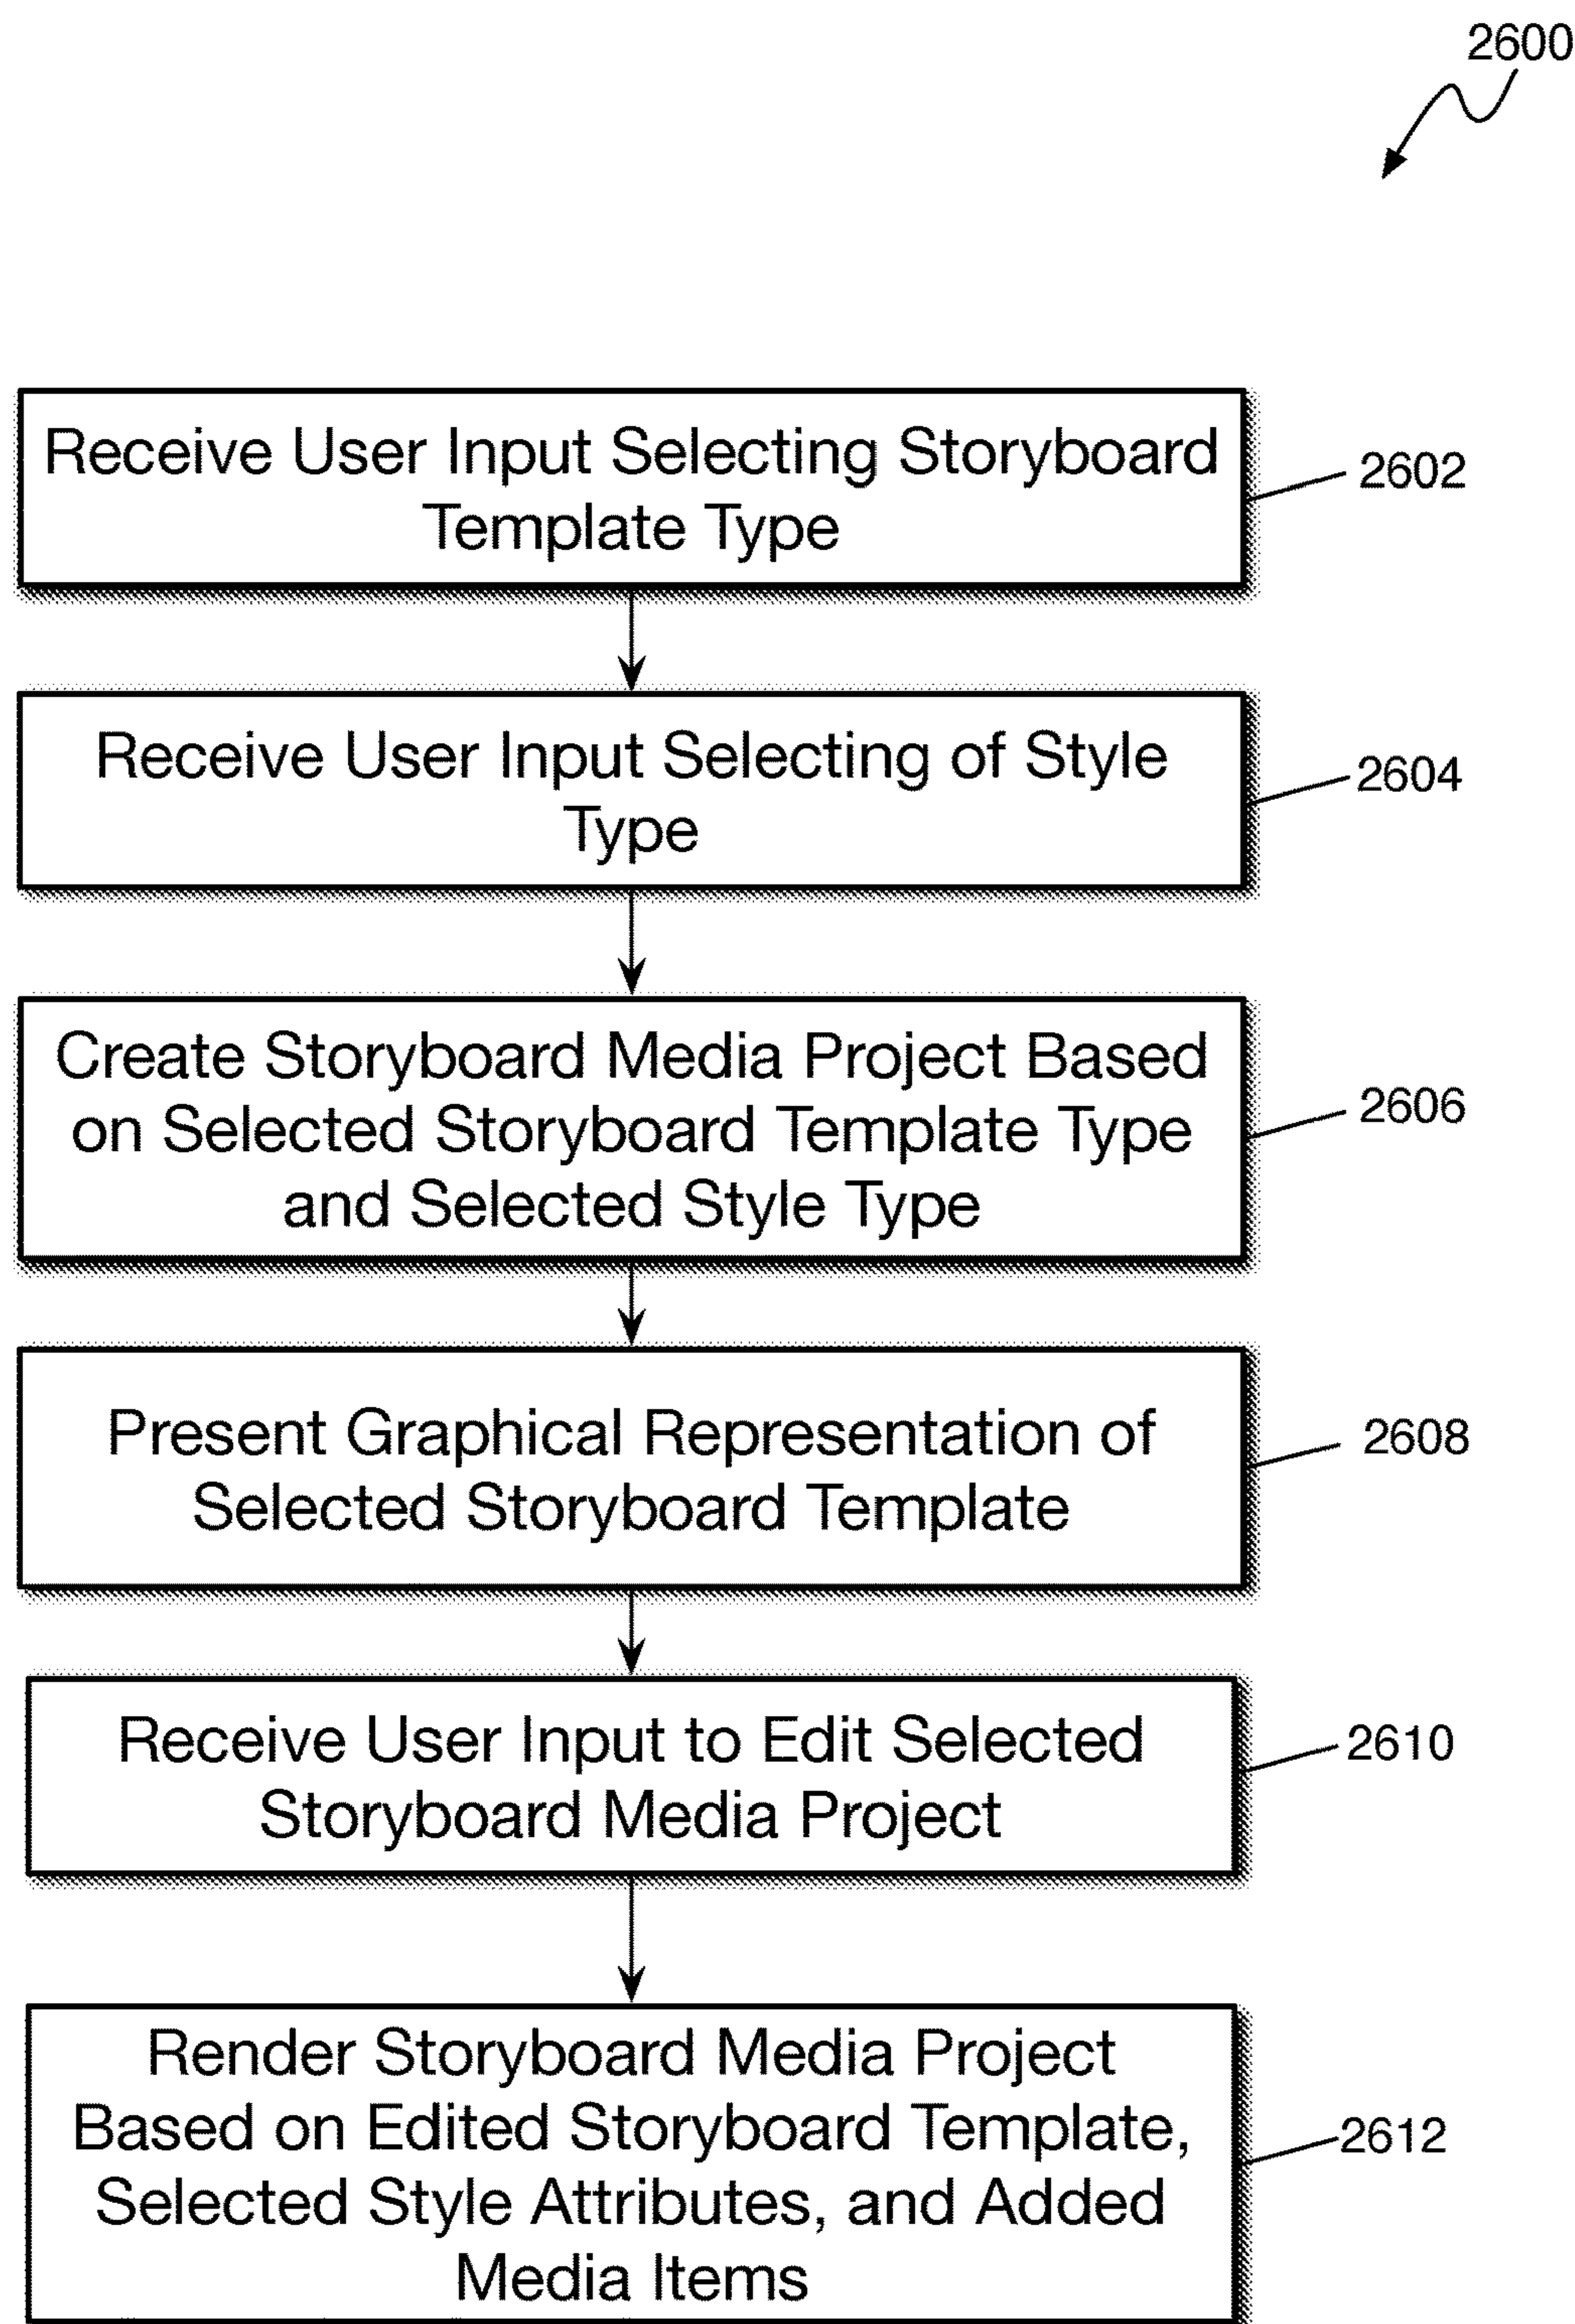 2600
Receive User Input Selecting Storyboard
Template Type
2602
Receive User Input Selecting of Style
Type
2604
Create Storyboard Media Project Based
on Selected Storyboard Template Type
and Selected Style Type
2606
Present Graphical Representation of
Selected Storyboard Template
2608
Receive User Input to Edit Selected
Storyboard Media Project
2610
Render Storyboard Media Project
Based on Edited Storyboard Template,
Selected Style Attributes, and Added
Media Items
2612